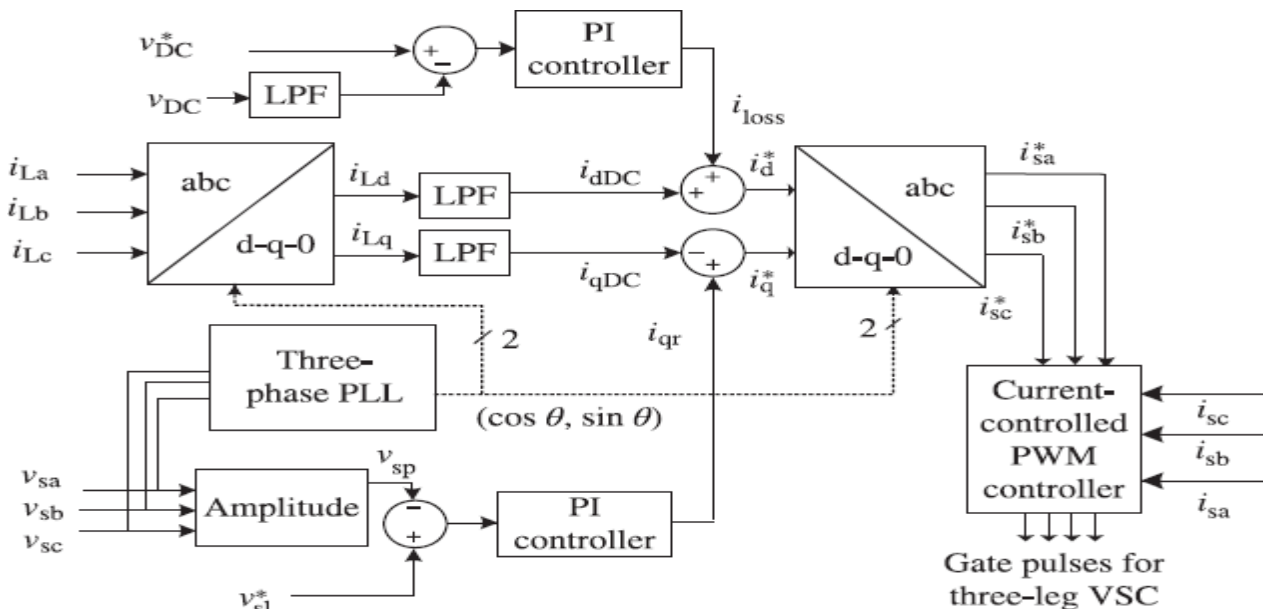 v*DC
+
−
PI
controller
vDC
LPF
iloss
iLa
iLb
iLc
abc
d-q-0
iLd
LPF
idDC
+
+
i*d
iLq
LPF
iqDC
−
+
i*q
abc
d-q-0
i*sa
i*sb
i*sc
2
2
iqr
Three-
phase PLL
(cos θ, sin θ)
vsa
vsb
vsc
Amplitude
vsp
−
+
PI
controller
v*sl
Current-
controlled
PWM
controller
isc
isb
isa
Gate pulses for
three-leg VSC